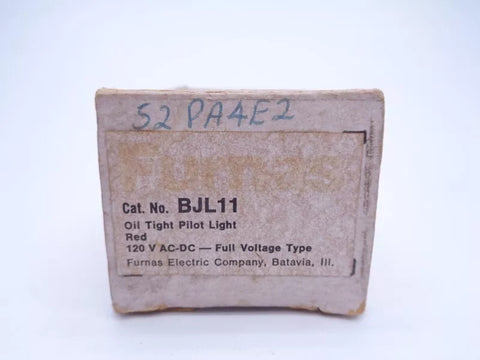 52 PA4E2
Furnas
Cat. No. BJL11
Oil Tight Pilot Light
Red
120 V AC-DC — Full Voltage Type
Furnas Electric Company, Batavia, Ill.